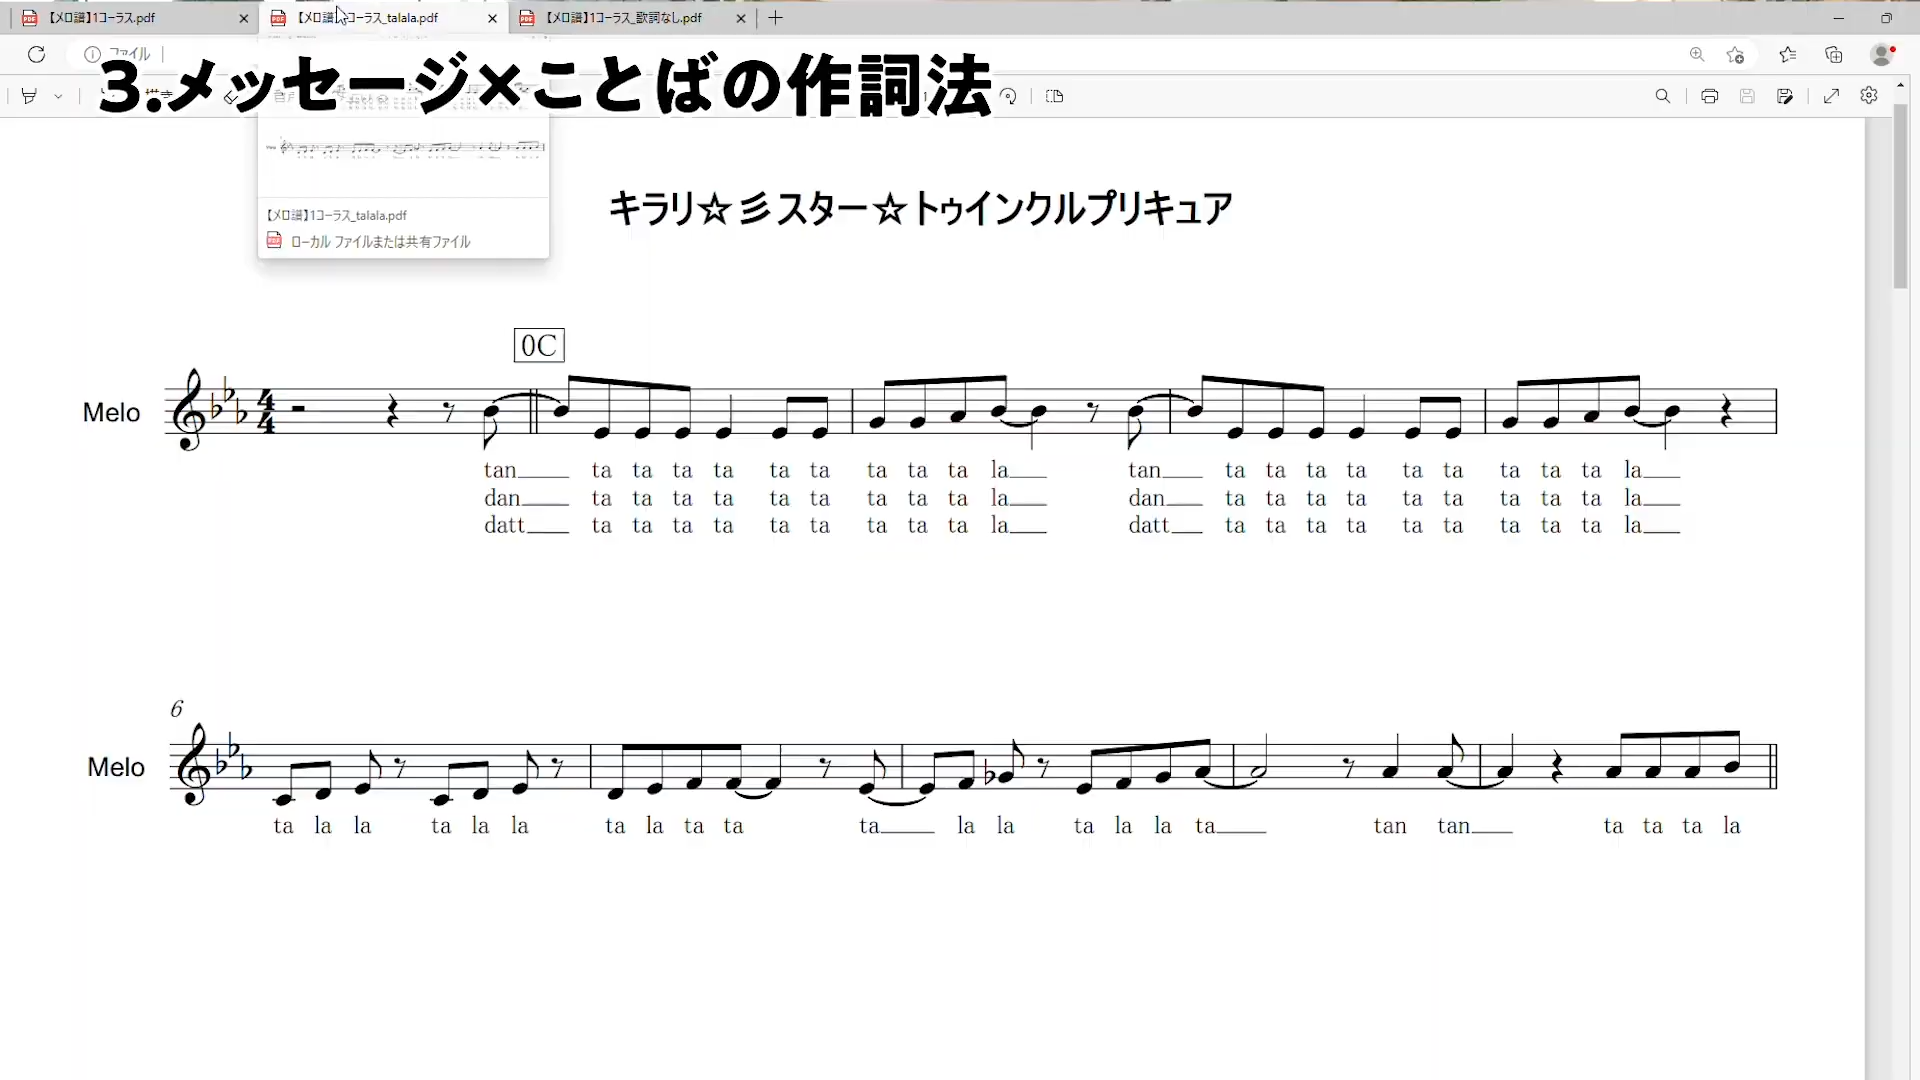 【メロ譜】1コーラス.pdf
【メロ譜】1コーラス_talala.pdf
【メロ譜】1コーラス_歌詞なし.pdf
ファイル
3.メッセージ×ことばの作詞法
【メロ譜】1コーラス_talala.pdf
ローカル ファイルまたは共有ファイル
キラリ☆彡スター☆トゥインクルプリキュア
0C
Melo
tan ta ta ta ta ta ta ta ta ta la tan ta ta ta ta ta ta ta ta ta la
dan ta ta ta ta ta ta ta ta ta la dan ta ta ta ta ta ta ta ta ta la
datt ta ta ta ta ta ta ta ta ta la datt ta ta ta ta ta ta ta ta ta la
6
Melo
ta la la ta la la ta la ta ta ta la la ta la la ta tan tan ta ta ta la